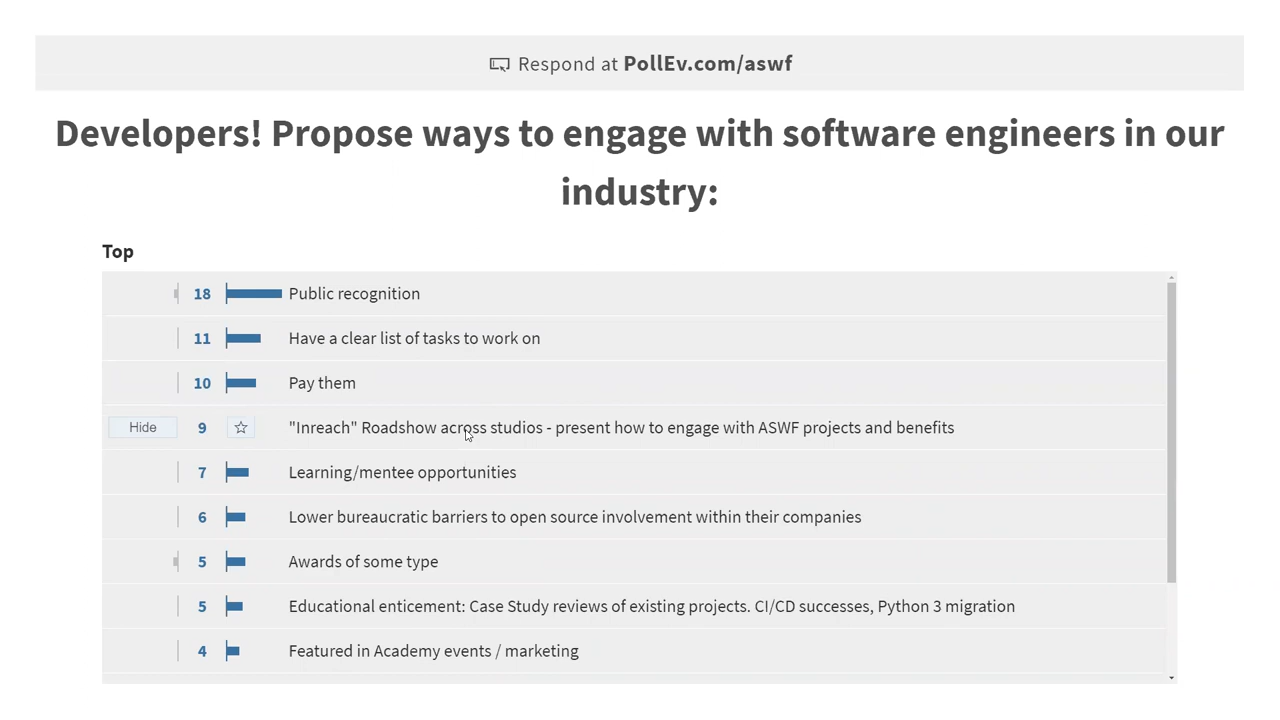 Respond at PollEv.com/aswf
Developers! Propose ways to engage with software engineers in our
industry:
Top
18 Public recognition
11 Have a clear list of tasks to work on
10 Pay them
Hide 9 "Inreach" Roadshow across studios - present how to engage with ASWF projects and benefits
7 Learning/mentee opportunities
6 Lower bureaucratic barriers to open source involvement within their companies
5 Awards of some type
5 Educational enticement: Case Study reviews of existing projects. CI/CD successes, Python 3 migration
4 Featured in Academy events / marketing